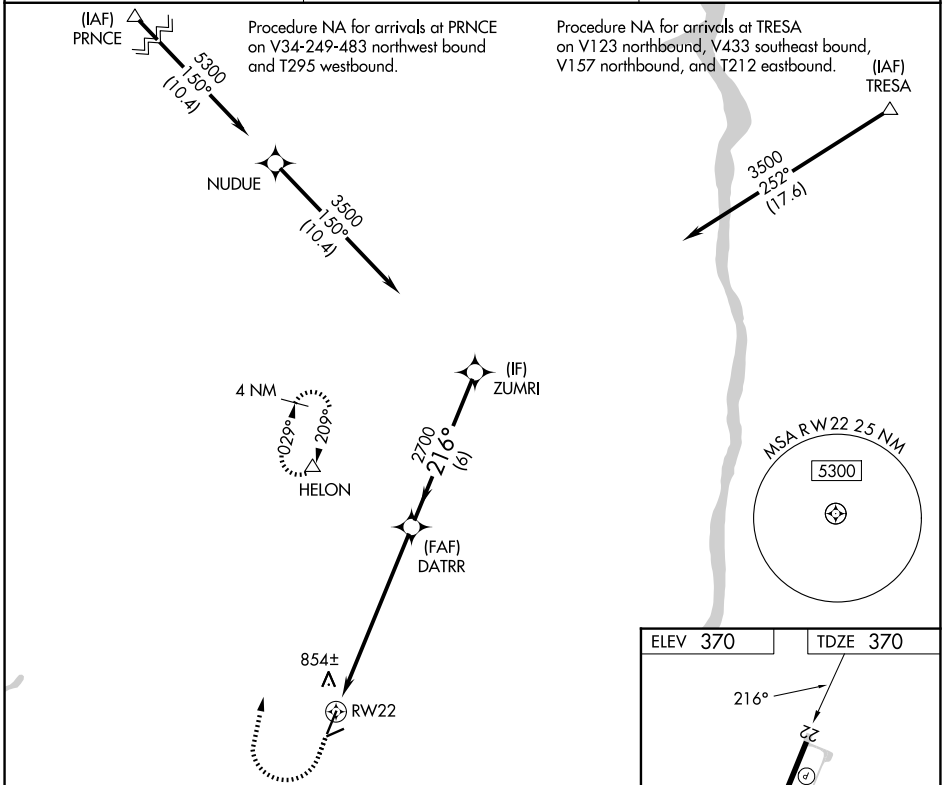 (IAF)
PRNCE
Procedure NA for arrivals at PRNCE
on V34-249-483 northwest bound
and T295 westbound.
Procedure NA for arrivals at TRESA
on V123 northbound, V433 southeast bound,
V157 northbound, and T212 eastbound.
(IAF)
TRESA
5300
150°
(10.4)
NUDUE
3500
150°
(10.4)
3500
252°
(17.6)
(IF)
ZUMRI
4 NM
029°
209°
HELON
2700
216°
(6)
(FAF)
DATRR
MSA RW22 25 NM
5300
854±
RW22
ELEV 370
TDZE 370
216°
22
P